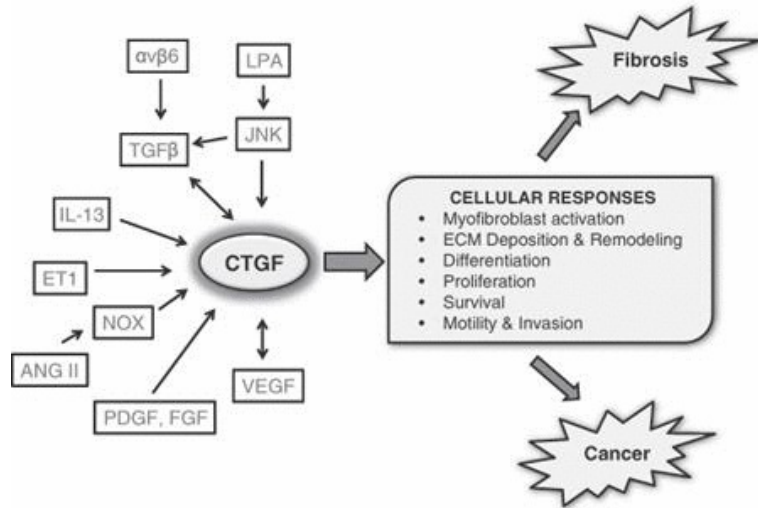 αvβ6
LPA
Fibrosis
TGFβ
JNK
IL-13
CTGF
ET1
NOX
ANG II
PDGF, FGF
VEGF
CELLULAR RESPONSES
• Myofibroblast activation
• ECM Deposition & Remodeling
• Differentiation
• Proliferation
• Survival
• Motility & Invasion
Cancer